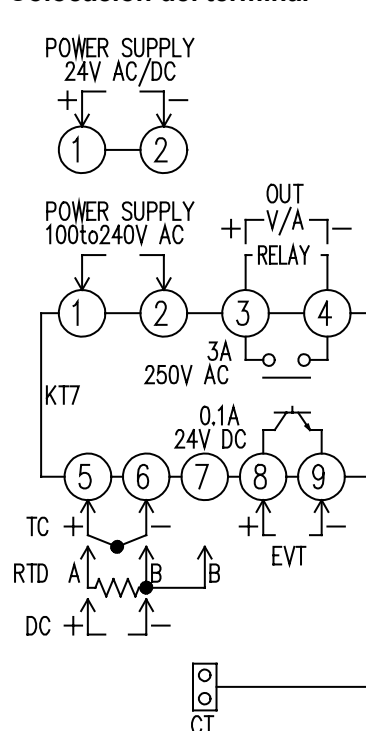 POWER SUPPLY
24V AC/DC
+ −
1 2
POWER SUPPLY
100to240V AC
OUT
+ V/A −
RELAY
1 2 3 4
3A
250V AC
KT7
0.1A
24V DC
5 6 7 8 9
TC + −
+ −
EVT
RTD A B B
DC + −
CT